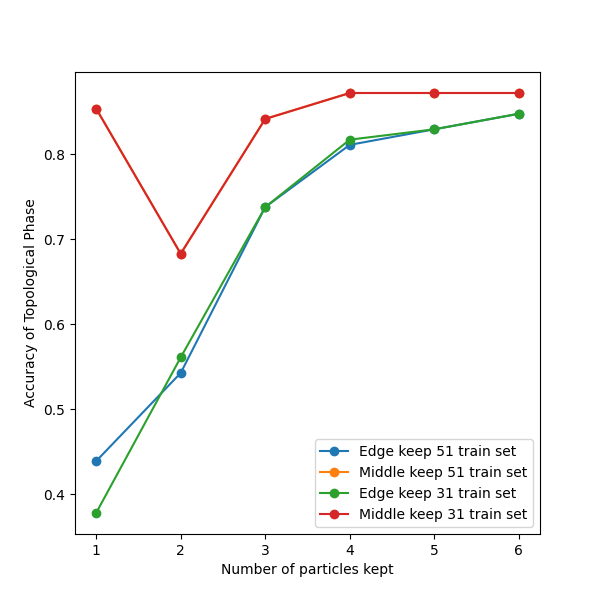 0.8
0.7
0.6
0.5
0.4
Accuracy of Topological Phase
Edge keep 51 train set
Middle keep 51 train set
Edge keep 31 train set
Middle keep 31 train set
1 2 3 4 5 6
Number of particles kept